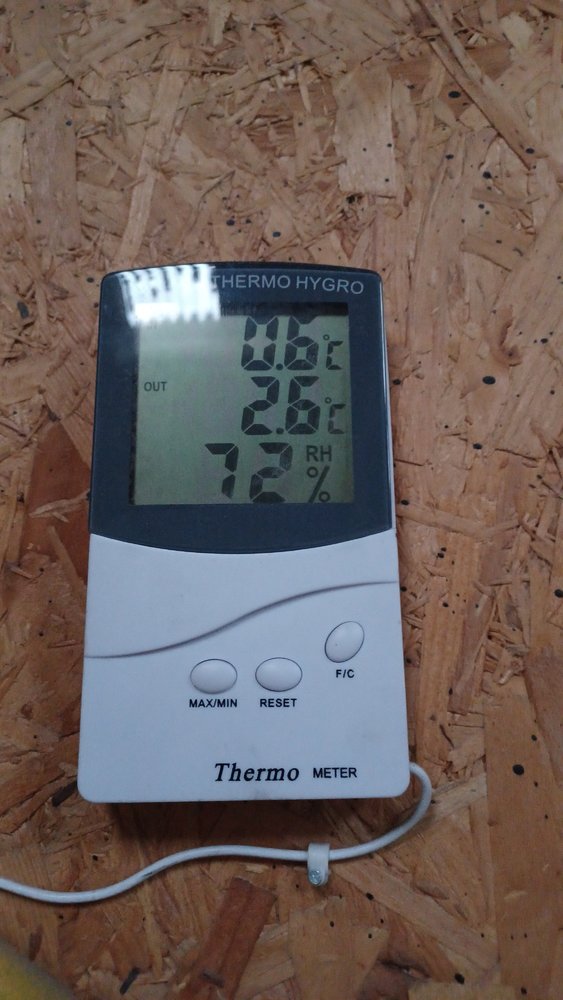 THERMO HYGRO
0.6°C
OUT 2.6°C
72 RH %
F/C
MAX/MIN RESET
Thermo METER